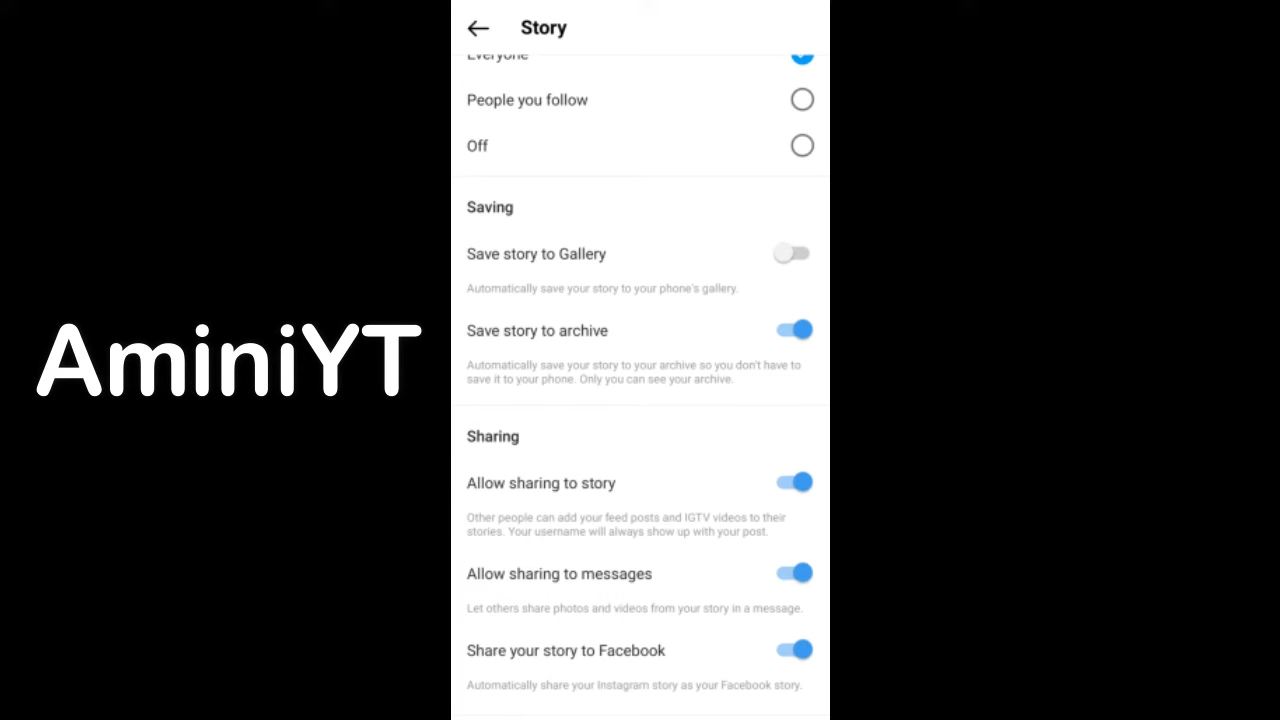 Story
Everyone
People you follow
Off
Saving
Save story to Gallery
Automatically save your story to your phone's gallery.
Save story to archive
Automatically save your story to your archive so you don't have to
save it to your phone. Only you can see your archive.
Sharing
Allow sharing to story
Other people can add your feed posts and IGTV videos to their
stories. Your username will always show up with your post.
Allow sharing to messages
Let others share photos and videos from your story in a message.
Share your story to Facebook
Automatically share your Instagram story as your Facebook story.
AminiYT